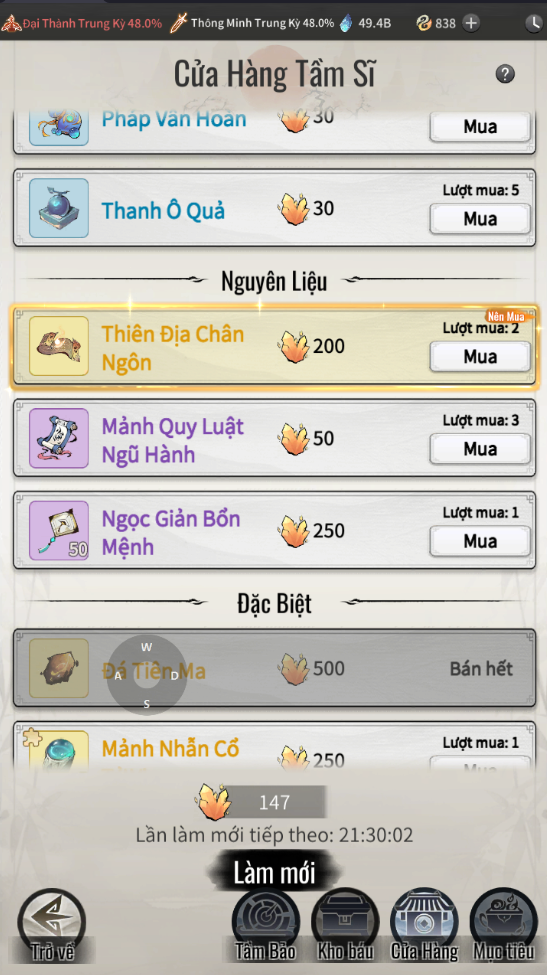 Đại Thành Trung Kỳ 48.0% Thông Minh Trung Kỳ 48.0% 49.4B 838
Cửa Hàng Tầm Sĩ
?
Pháp Vân Hoàn 30 Mua
Lượt mua: 5
Thanh Ô Quả 30 Mua
Nguyên Liệu
Nên Mua
Lượt mua: 2
Thiên Địa Chân
Ngôn
200 Mua
Lượt mua: 3
Mảnh Quy Luật
Ngũ Hành
50 Mua
Lượt mua: 1
Ngọc Giản Bổn
Mệnh
50
250 Mua
Đặc Biệt
Đá Tiên Ma 500 Bán hết
W
A D
S
Lượt mua: 1
Mảnh Nhẫn Cổ
250 Mua
147
Lần làm mới tiếp theo: 21:30:02
Làm mới
Trở về Tầm Bảo Kho báu Cửa Hàng Mục tiêu